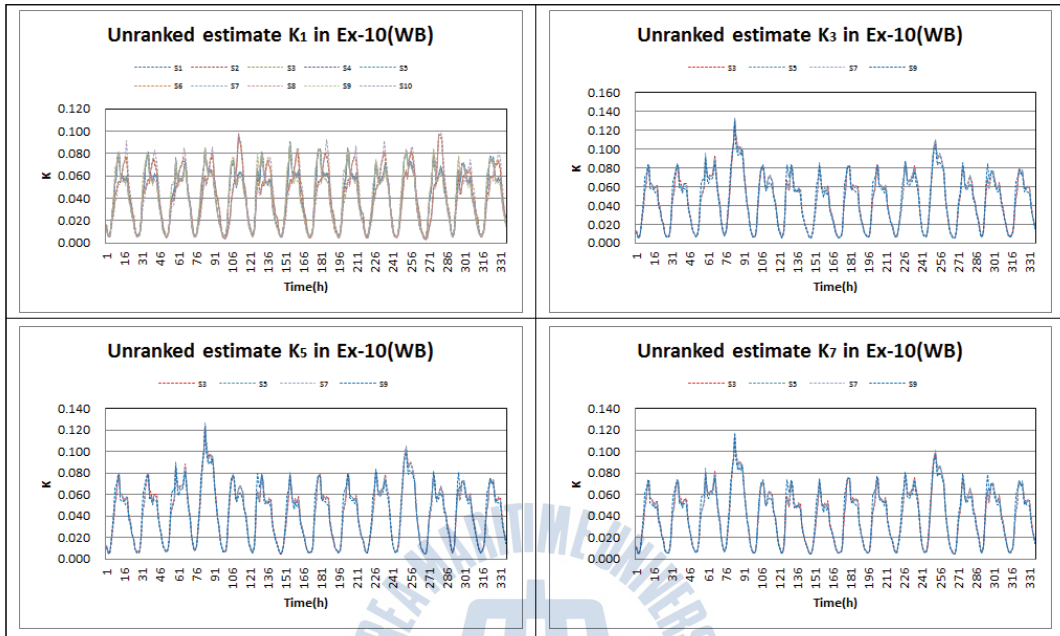 Unranked estimate K1 in Ex-10(WB)
S1 S2 S3 S4 S5
S6 S7 S8 S9 S10
K
0.120
0.100
0.080
0.060
0.040
0.020
0.000
1 16 31 46 61 76 91 106 121 136 151 166 181 196 211 226 241 256 271 286 301 316 331
Time(h)
Unranked estimate K3 in Ex-10(WB)
S3 S5 S7 S9
K
0.160
0.140
0.120
0.100
0.080
0.060
0.040
0.020
0.000
1 16 31 46 61 76 91 106 121 136 151 166 181 196 211 226 241 256 271 286 301 316 331
Time(h)
Unranked estimate K5 in Ex-10(WB)
S3 S5 S7 S9
K
0.140
0.120
0.100
0.080
0.060
0.040
0.020
0.000
1 16 31 46 61 76 91 106 121 136 151 166 181 196 211 226 241 256 271 286 301 316 331
Time(h)
Unranked estimate K7 in Ex-10(WB)
S3 S5 S7 S9
K
0.140
0.120
0.100
0.080
0.060
0.040
0.020
0.000
1 16 31 46 61 76 91 106 121 136 151 166 181 196 211 226 241 256 271 286 301 316 331
Time(h)
MARITIME